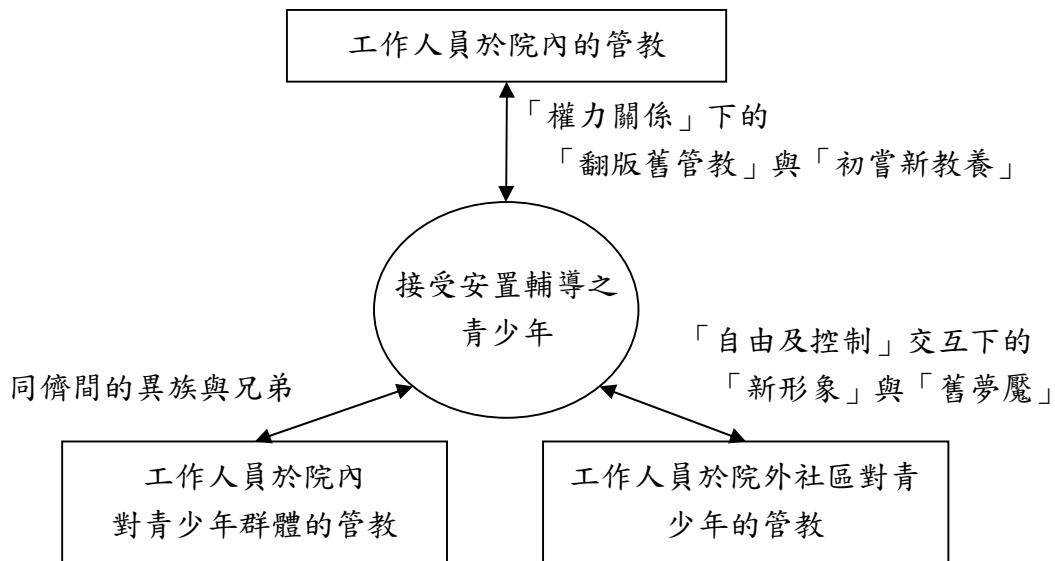 工作人員於院內的管教
「權力關係」下的
「翻版舊管教」與「初嘗新教養」
接受安置輔導之
青少年
「自由及控制」交互下的
「新形象」與「舊夢魘」
同儕間的異族與兄弟
工作人員於院內
對青少年群體的管教
工作人員於院外社區對青
少年的管教